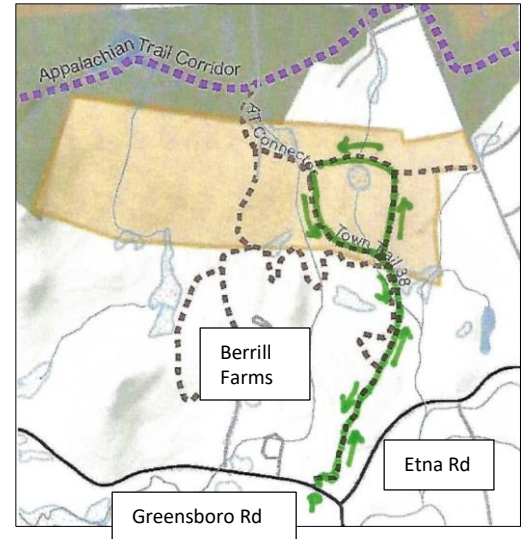 Appalachian Trail Corridor
AT Connector
Town Trail 38
Berrill
Farms
Etna Rd
Greensboro Rd